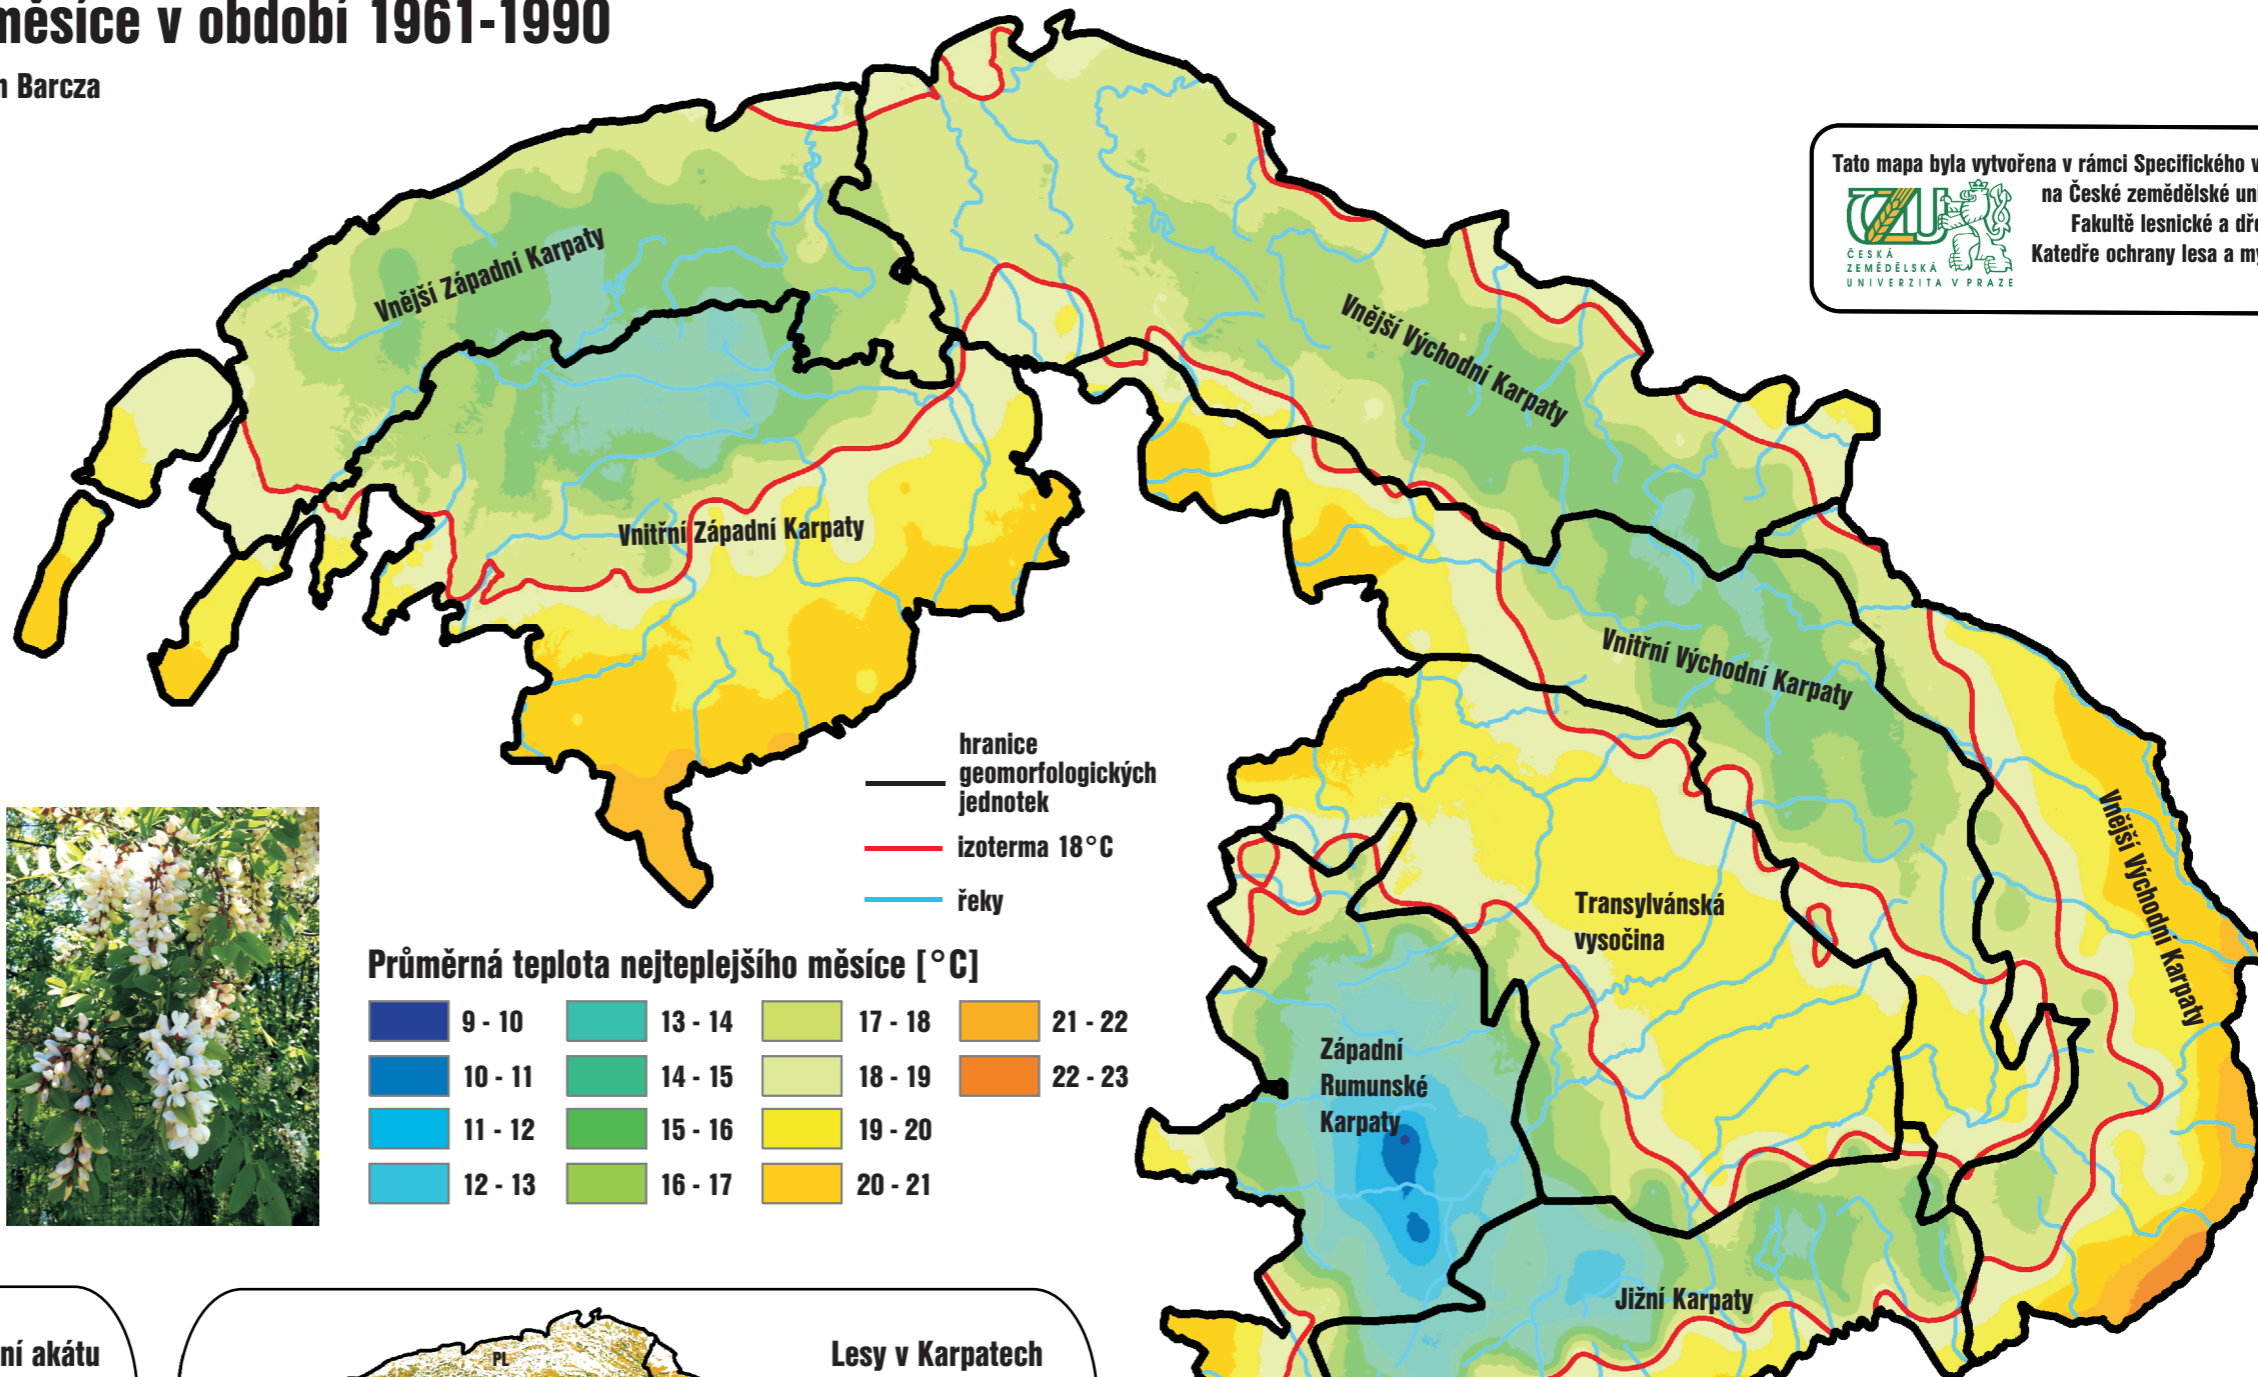 měsíce v období 1961-1990
Barcza
Tato mapa byla vytvořena v rámci Specifického
na České zemědělské
Fakultě lesnické a
Katedře ochrany lesa a
ČZU
ČESKÁ
ZEMĚDĚLSKÁ
UNIVERZITA V PRAZE
Vnější Západní Karpaty
Vnější Východní Karpaty
Vnitřní Západní Karpaty
Vnitřní Východní Karpaty
Vnější Východní Karpaty
Transylvánská
vysočina
Západní
Rumunské
Karpaty
Jižní Karpaty
hranice
geomorfologických
jednotek
izoterma 18°C
řeky
Průměrná teplota nejteplejšího měsíce [°C]
9 - 10
10 - 11
11 - 12
12 - 13
13 - 14
14 - 15
15 - 16
16 - 17
17 - 18
18 - 19
19 - 20
20 - 21
21 - 22
22 - 23
ní akátu
Lesy v Karpatech
PL